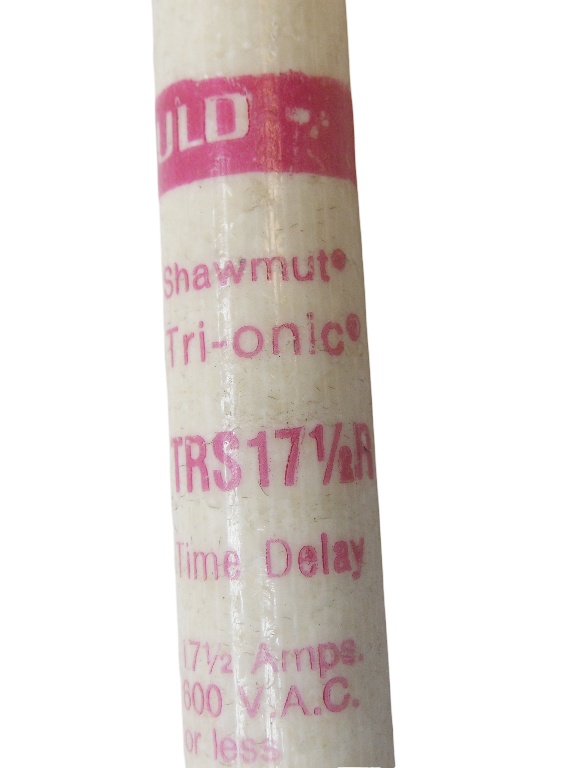 ULD
Shawmut®
Tri-onic®
TRS17½R
Time Delay
17½ Amps.
600 V.A.C.
or less